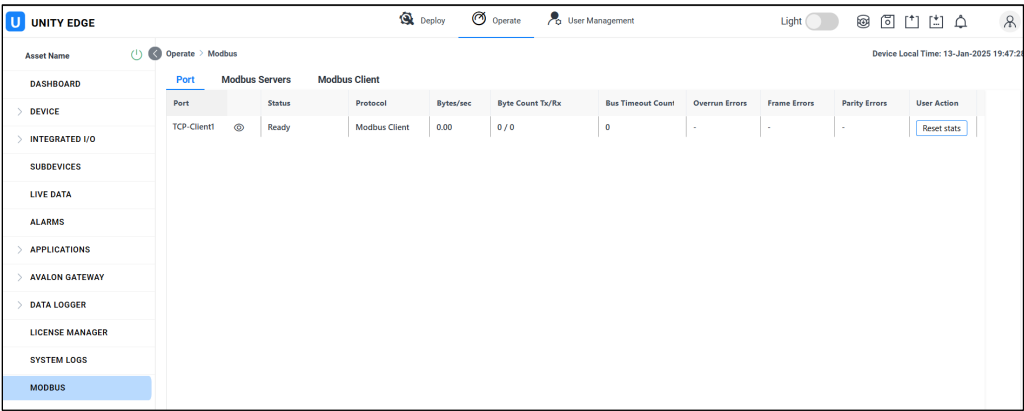 U UNITY EDGE
Deploy
Operate
User Management
Light
Asset Name
Operate > Modbus
Device Local Time: 13-Jan-2025 19:47:28
DASHBOARD
DEVICE
INTEGRATED I/O
SUBDEVICES
LIVE DATA
ALARMS
APPLICATIONS
AVALON GATEWAY
DATA LOGGER
LICENSE MANAGER
SYSTEM LOGS
MODBUS
Port Modbus Servers Modbus Client
Port Status Protocol Bytes/sec Byte Count Tx/Rx Bus Timeout Count Overrun Errors Frame Errors Parity Errors User Action
TCP-Client1 Ready Modbus Client 0.00 0 / 0 0 - - - Reset stats